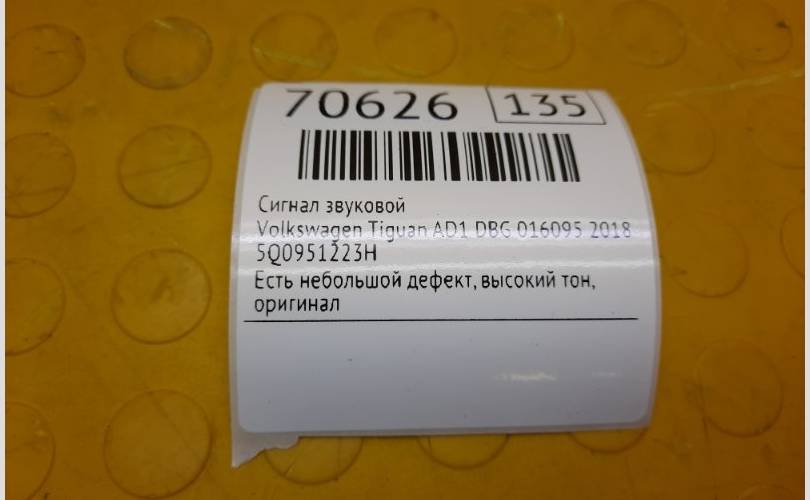 70626 135
Сигнал звуковой
Volkswagen Tiguan AD1 DBG 016095 2018
5Q0951223H
Есть небольшой дефект, высокий тон,
оригинал